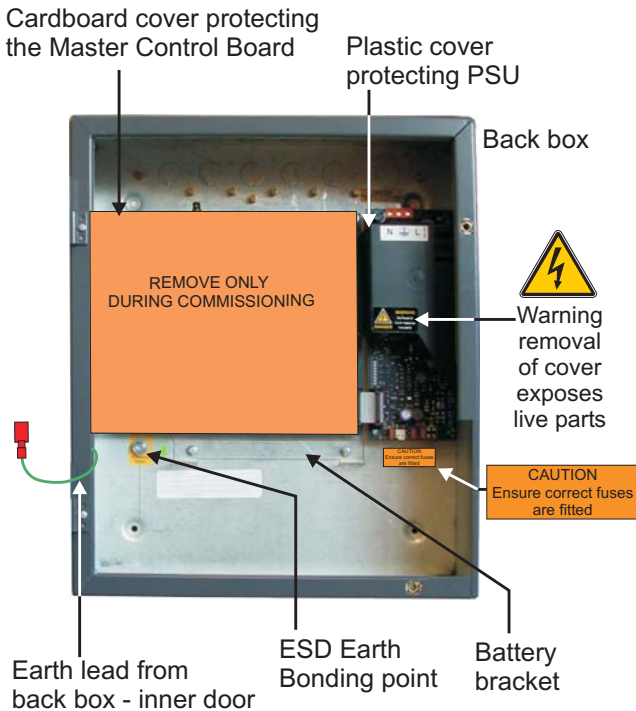 Cardboard cover protecting
the Master Control Board
Plastic cover
protecting PSU
Back box
REMOVE ONLY
DURING COMMISSIONING
N L
Warning
removal
of cover
exposes
live parts
CAUTION
Ensure correct fuses
are fitted
CAUTION
Ensure correct fuses
are fitted
Earth lead from
back box - inner door
ESD Earth
Bonding point
Battery
bracket